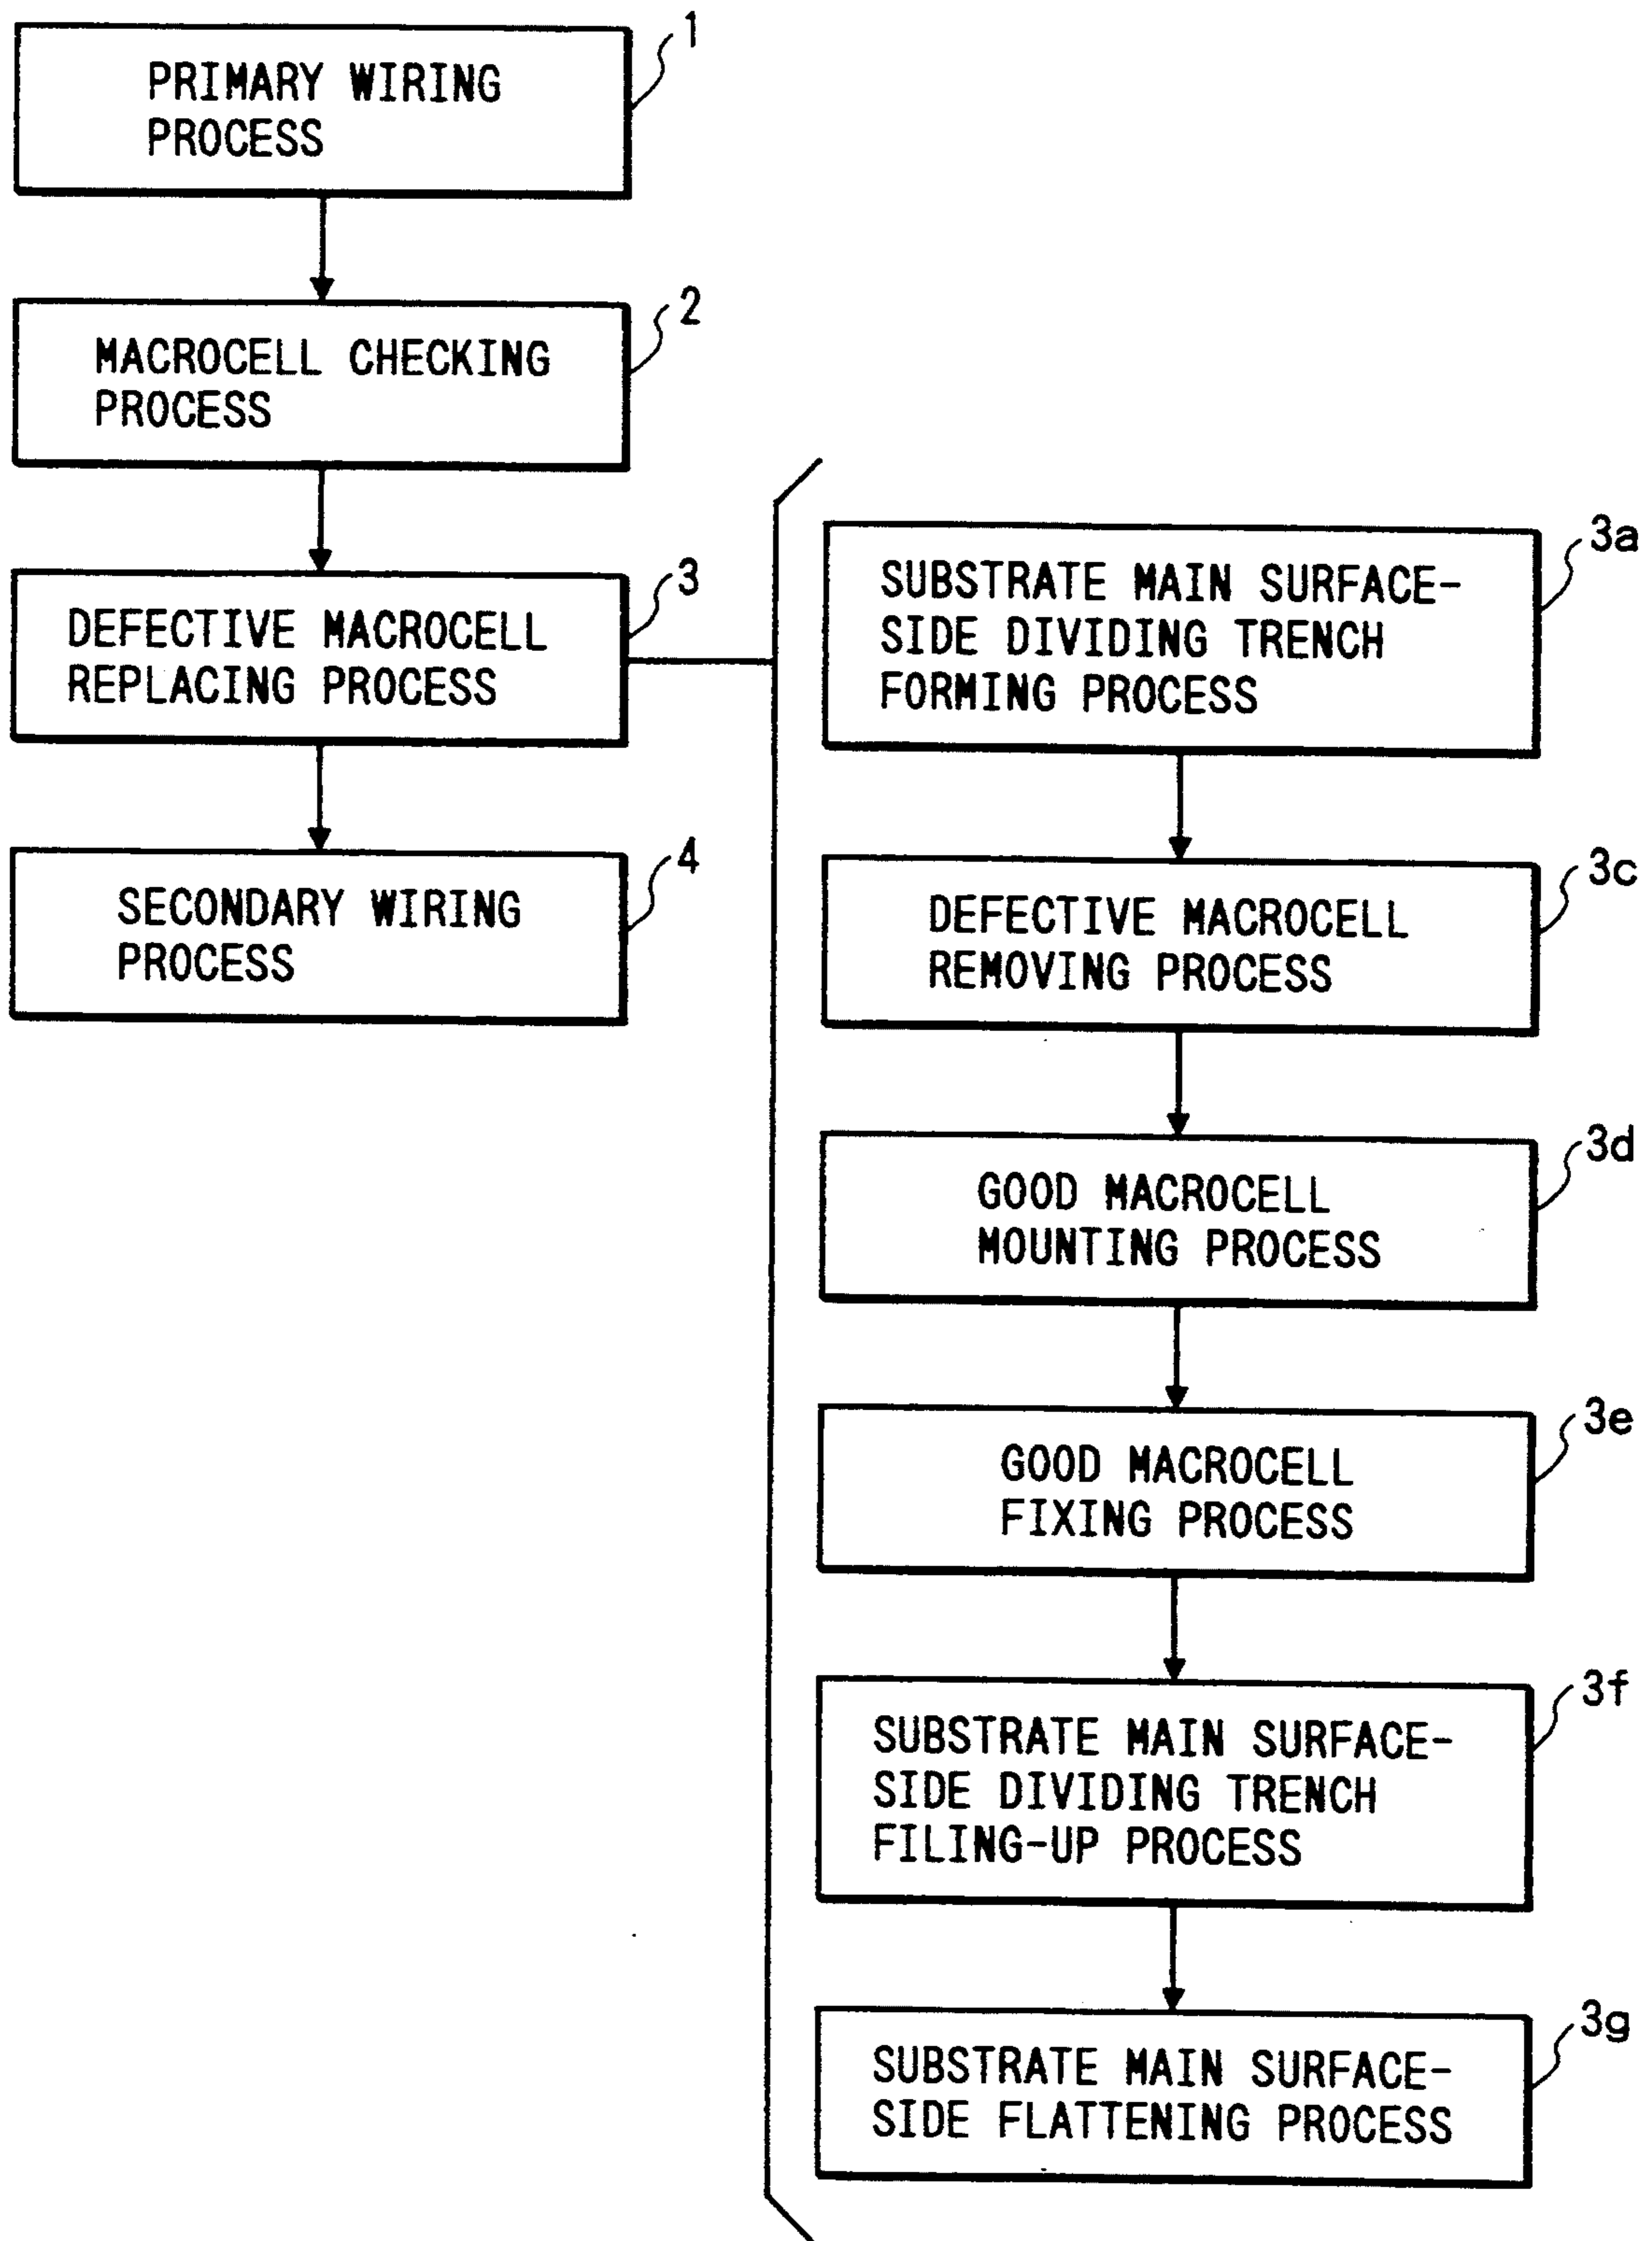 1
PRIMARY WIRING
PROCESS
2
MACROCELL CHECKING
PROCESS
3
DEFECTIVE MACROCELL
REPLACING PROCESS
4
SECONDARY WIRING
PROCESS
3a
SUBSTRATE MAIN SURFACE-
SIDE DIVIDING TRENCH
FORMING PROCESS
3c
DEFECTIVE MACROCELL
REMOVING PROCESS
3d
GOOD MACROCELL
MOUNTING PROCESS
3e
GOOD MACROCELL
FIXING PROCESS
3f
SUBSTRATE MAIN SURFACE-
SIDE DIVIDING TRENCH
FILING-UP PROCESS
3g
SUBSTRATE MAIN SURFACE-
SIDE FLATTENING PROCESS